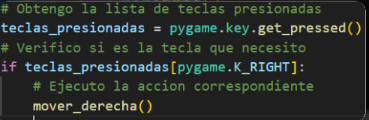 # Obtengo la lista de teclas presionadas
teclas_presionadas = pygame.key.get_pressed()
# Verifico si es la tecla que necesito
if teclas_presionadas[pygame.K_RIGHT]:
    # Ejecuto la accion correspondiente
    mover_derecha()